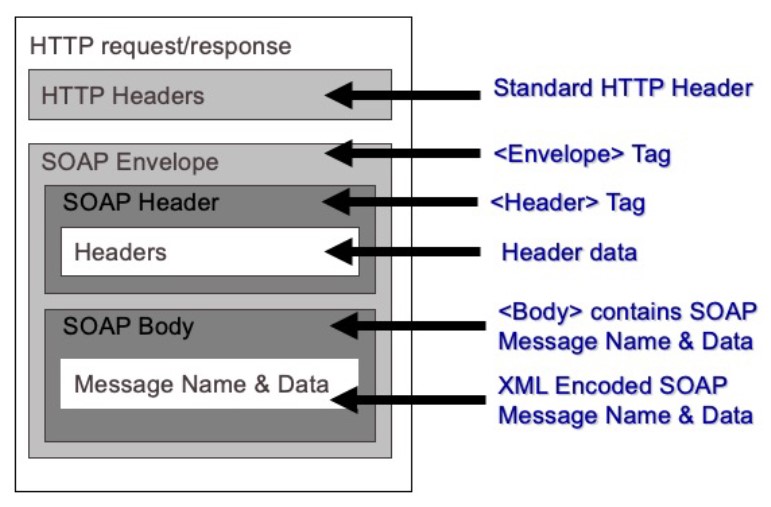 HTTP request/response
HTTP Headers
Standard HTTP Header
SOAP Envelope
<Envelope> Tag
SOAP Header
<Header> Tag
Headers
Header data
SOAP Body
<Body> contains SOAP
Message Name & Data
Message Name & Data
XML Encoded SOAP
Message Name & Data